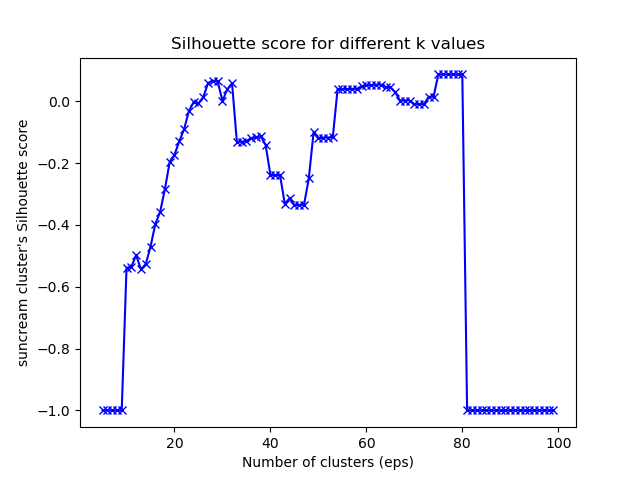 Silhouette score for different k values
suncream cluster's Silhouette score
0.0
−0.2
−0.4
−0.6
−0.8
−1.0
20 40 60 80 100
Number of clusters (eps)